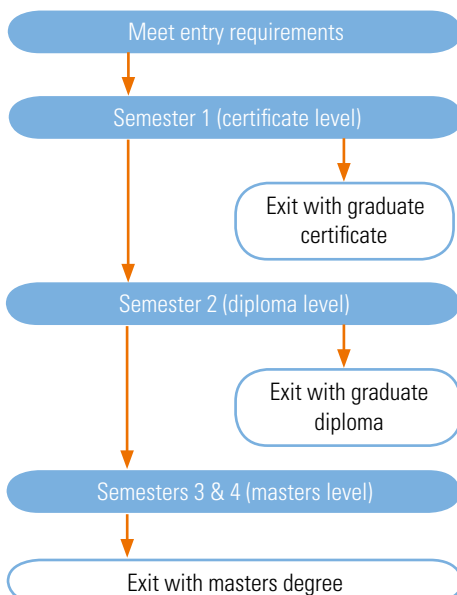 Meet entry requirements
Semester 1 (certificate level)
Exit with graduate
certificate
Semester 2 (diploma level)
Exit with graduate
diploma
Semesters 3 & 4 (masters level)
Exit with masters degree